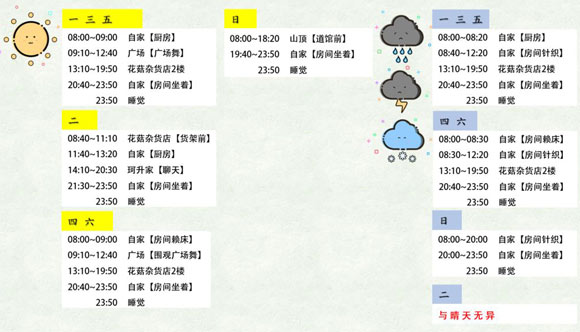 一 三 五
08:00~09:00 自家【厨房】
09:10~12:40 广场【广场舞】
13:10~19:50 花菇杂货店2楼
20:40~23:50 自家【房间坐着】
23:50 睡觉
二
08:40~11:10 花菇杂货店【货架前】
11:40~13:20 自家【厨房】
14:10~20:30 珂升家【聊天】
21:30~23:50 自家【房间坐着】
23:50 睡觉
四 六
08:00~09:00 自家【房间赖床】
09:10~12:40 广场【围观广场舞】
13:10~19:50 花菇杂货店2楼
20:40~23:50 自家【房间坐着】
23:50 睡觉
日
08:00~18:20 山顶【道馆前】
19:40~23:50 自家【房间坐着】
23:50 睡觉
一 三 五
08:00~08:20 自家【厨房】
08:40~12:20 自家【房间针织】
13:10~19:50 花菇杂货店2楼
20:40~23:50 自家【房间坐着】
23:50 睡觉
四 六
08:00~08:30 自家【房间赖床】
08:30~12:20 自家【房间针织】
13:10~19:50 花菇杂货店2楼
20:40~23:50 自家【房间坐着】
23:50 睡觉
日
08:00~20:00 自家【房间针织】
20:00~23:50 自家【房间坐着】
23:50 睡觉
二
与晴天无异